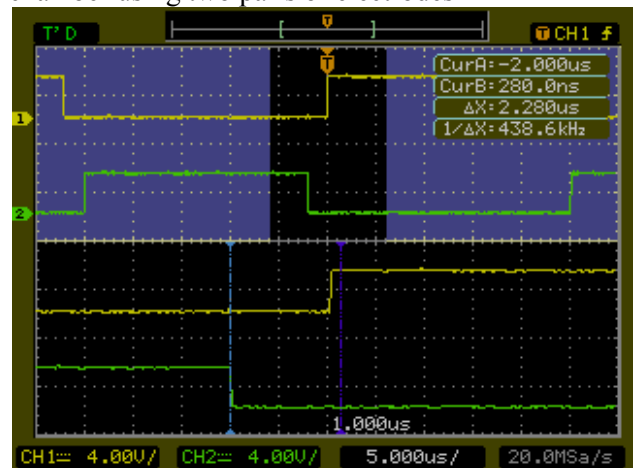 T'D T CH1
T
CurA:-2.000us
CurB:280.0ns
ΔX:2.280us
1/ΔX:438.6kHz
1
2
1.000us
CH1 4.00V/ CH2 4.00V/ 5.000us/ 20.0MSa/s